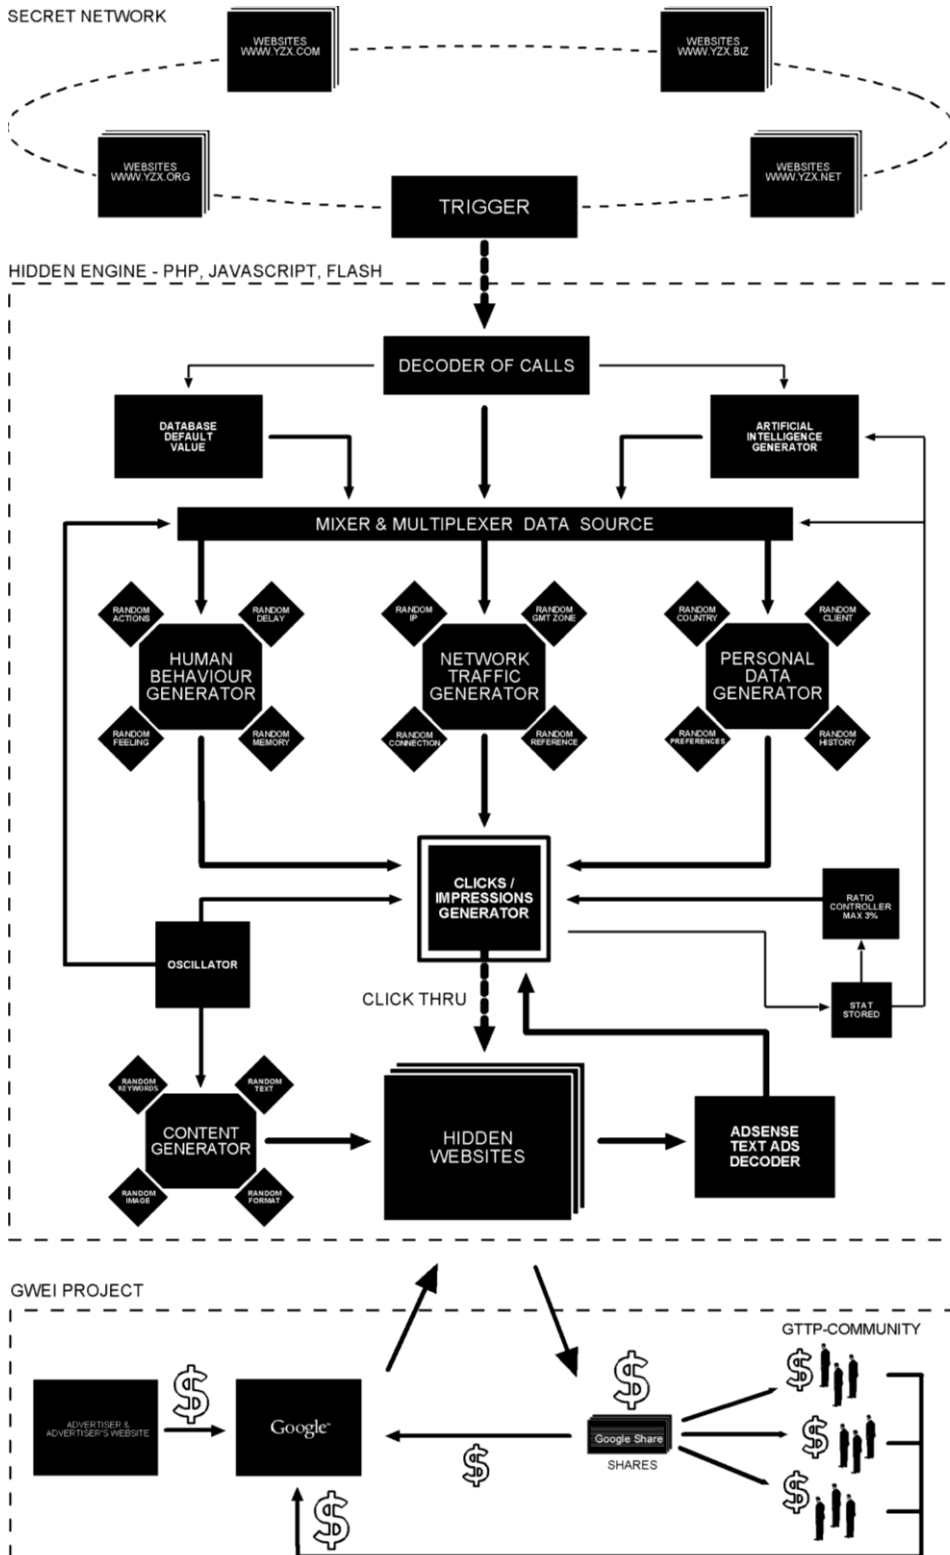 SECRET NETWORK
WEBSITES
WWW.YZX.COM
WEBSITES
WWW.YZX.BIZ
WEBSITES
WWW.YZX.ORG
WEBSITES
WWW.YZX.NET
TRIGGER
HIDDEN ENGINE - PHP, JAVASCRIPT, FLASH
DECODER OF CALLS
DATABASE
DEFAULT
VALUE
ARTIFICIAL
INTELLIGENCE
GENERATOR
MIXER & MULTIPLEXER DATA SOURCE
RANDOM
ACTIONS
RANDOM
DELAY
HUMAN
BEHAVIOUR
GENERATOR
RANDOM
FEELING
RANDOM
MEMORY
RANDOM
IP
RANDOM
GMT ZONE
NETWORK
TRAFFIC
GENERATOR
RANDOM
CONNECTION
RANDOM
REFERENCE
RANDOM
COUNTRY
RANDOM
CLIENT
PERSONAL
DATA
GENERATOR
RANDOM
PREFERENCES
RANDOM
HISTORY
CLICKS /
IMPRESSIONS
GENERATOR
RATIO
CONTROLLER
MAX 3%
OSCILLATOR
CLICK THRU
STAT
STORED
RANDOM
KEYWORDS
RANDOM
TEXT
CONTENT
GENERATOR
RANDOM
IMAGE
RANDOM
FORMAT
HIDDEN
WEBSITES
ADSENSE
TEXT ADS
DECODER
GWEI PROJECT
GTTP-COMMUNITY
ADVERTISER &
ADVERTISER'S WEBSITE
$
Google™
$
Google Share
SHARES
$
$
$
$
$